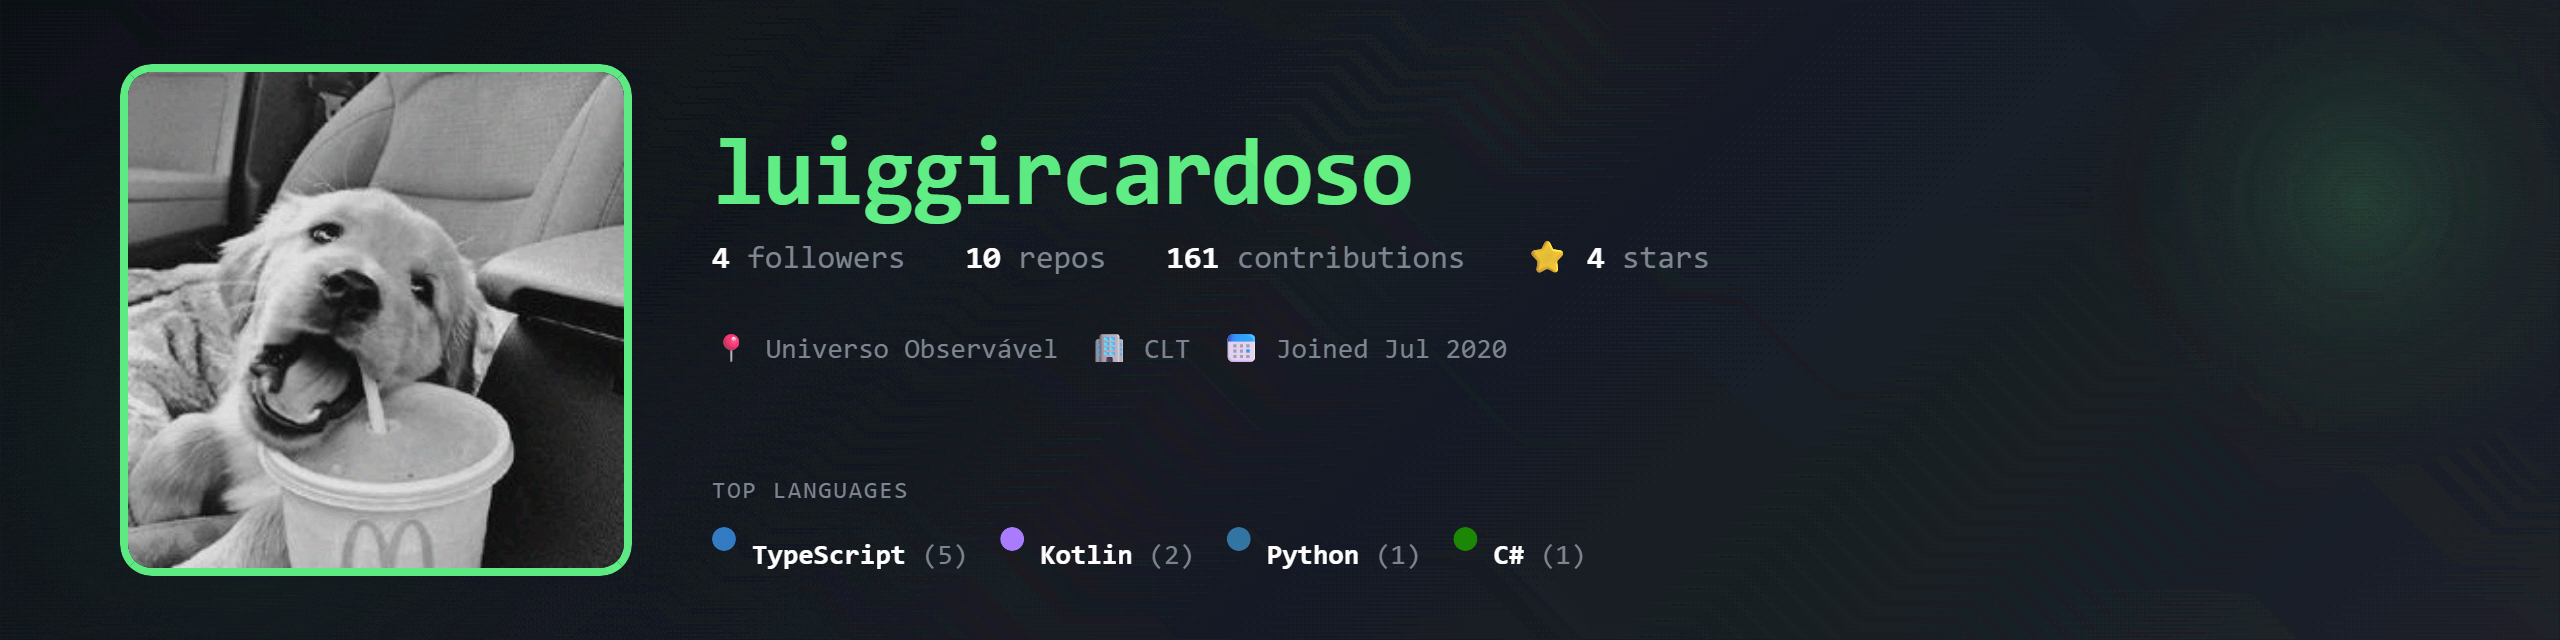 luiggircardoso
4 followers 10 repos 161 contributions ⭐ 4 stars
📍 Universo Observável 🏢 CLT 📅 Joined Jul 2020
TOP LANGUAGES
TypeScript (5) Kotlin (2) Python (1) C# (1)